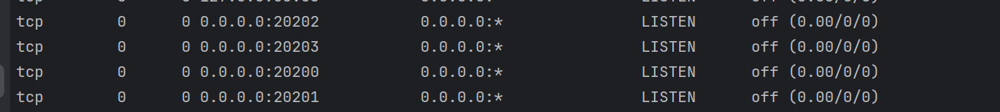 tcp        0      0 0.0.0.0:20202           0.0.0.0:*               LISTEN      off (0.00/0/0)
tcp        0      0 0.0.0.0:20203           0.0.0.0:*               LISTEN      off (0.00/0/0)
tcp        0      0 0.0.0.0:20200           0.0.0.0:*               LISTEN      off (0.00/0/0)
tcp        0      0 0.0.0.0:20201           0.0.0.0:*               LISTEN      off (0.00/0/0)